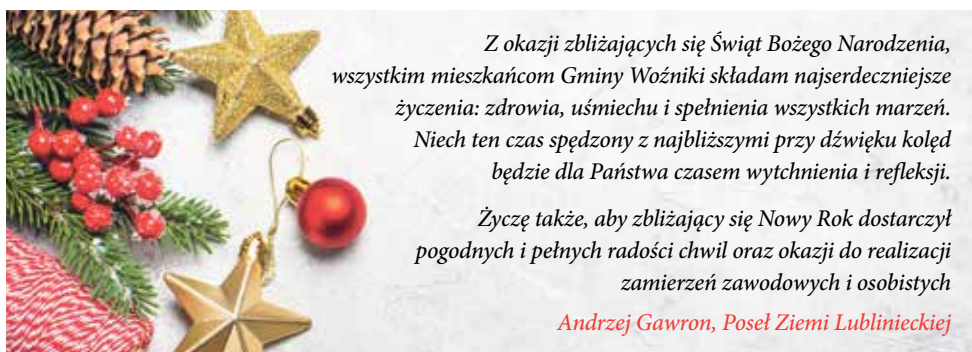 Z okazji zbliżających się Świąt Bożego Narodzenia,
wszystkim mieszkańcom Gminy Woźniki składam najserdeczniejsze
życzenia: zdrowia, uśmiechu i spełnienia wszystkich marzeń.
Niech ten czas spędzony z najbliższymi przy dźwięku kolęd
będzie dla Państwa czasem wytchnienia i refleksji.
Życzę także, aby zbliżający się Nowy Rok dostarczył
pogodnych i pełnych radości chwil oraz okazji do realizacji
zamierzeń zawodowych i osobistych
Andrzej Gawron, Poseł Ziemi Lublinieckiej